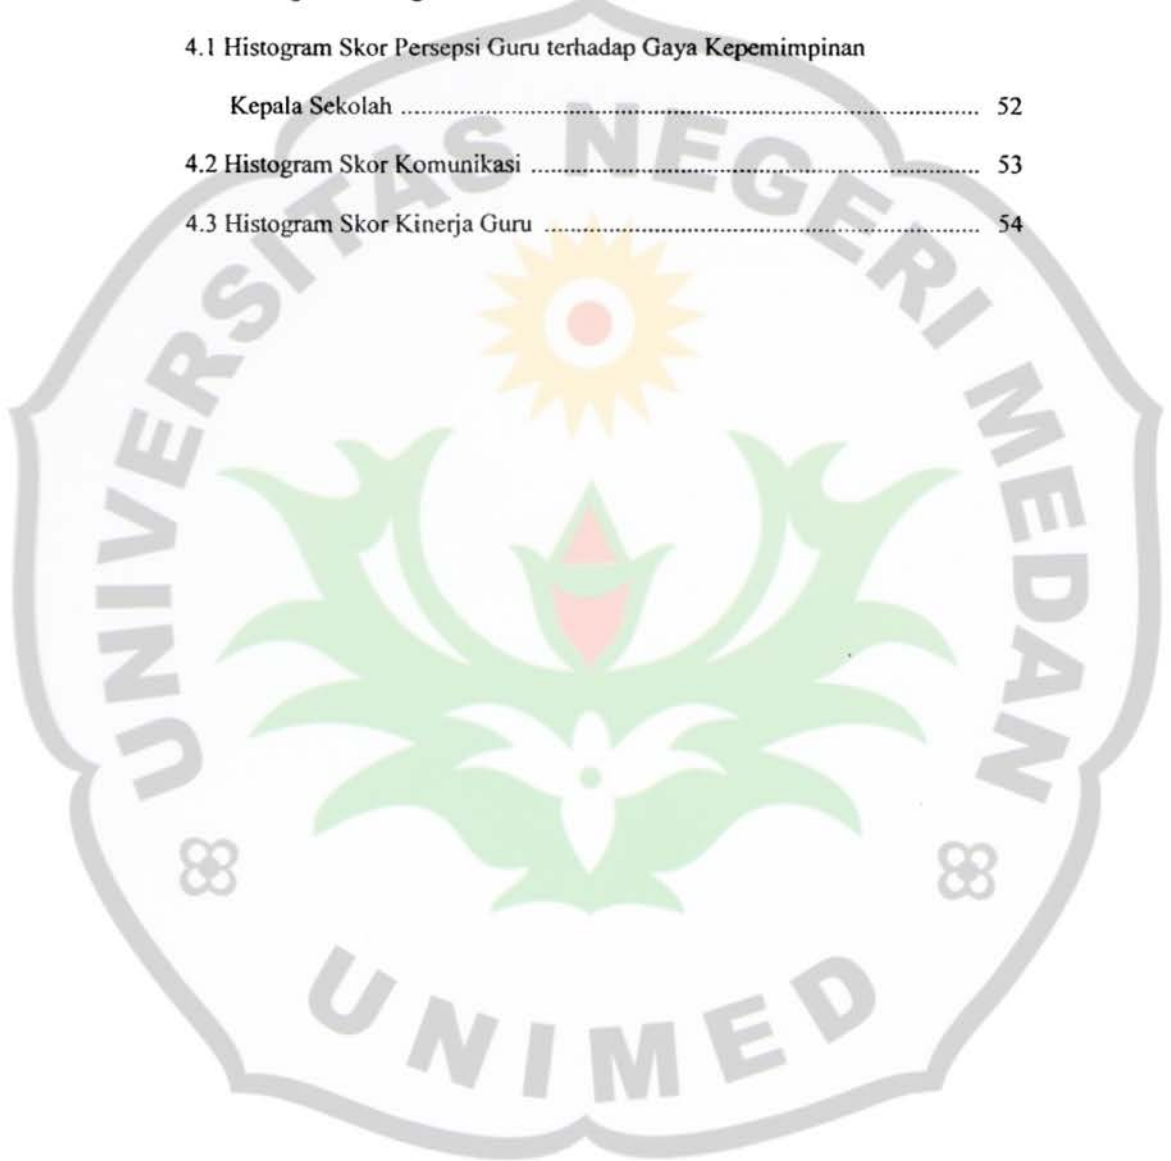 4.1 Histogram Skor Persepsi Guru terhadap Gaya Kepemimpinan
Kepala Sekolah ........................................................................ 52
4.2 Histogram Skor Komunikasi ........................................................ 53
4.3 Histogram Skor Kinerja Guru ...................................................... 54
UNIVERSITAS NEGERI MEDAN
UNIMED